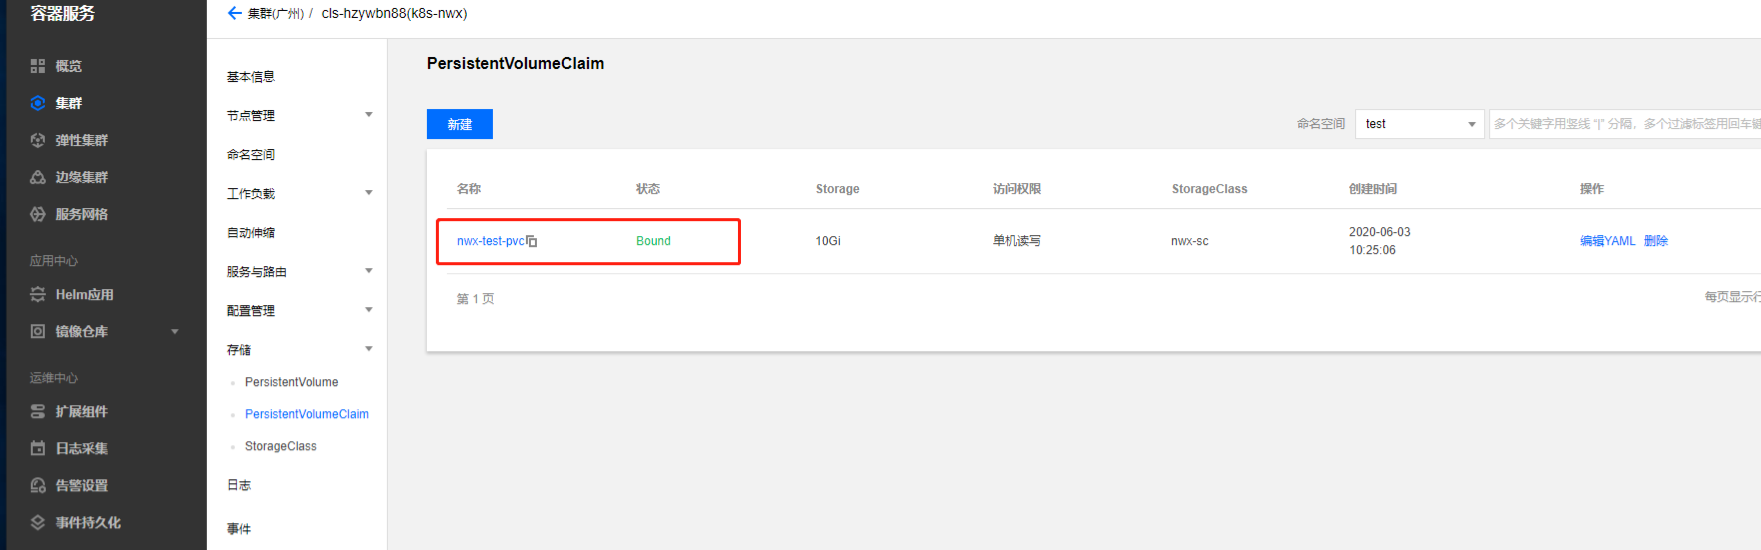 容器服务
集群(广州) / cls-hzywbn88(k8s-nwx)
概览
集群
弹性集群
边缘集群
服务网格
应用中心
Helm应用
镜像仓库
运维中心
扩展组件
日志采集
告警设置
事件持久化
基本信息
节点管理
命名空间
工作负载
自动伸缩
服务与路由
配置管理
存储
PersistentVolume
PersistentVolumeClaim
StorageClass
日志
事件
PersistentVolumeClaim
新建
命名空间 test 多个关键字用竖线 "|" 分隔，多个过滤标签用回车键
名称 状态 Storage 访问权限 StorageClass 创建时间 操作
nwx-test-pvc Bound 10Gi 单机读写 nwx-sc 2020-06-03 10:25:06 编辑YAML 删除
第 1 页 每页显示行